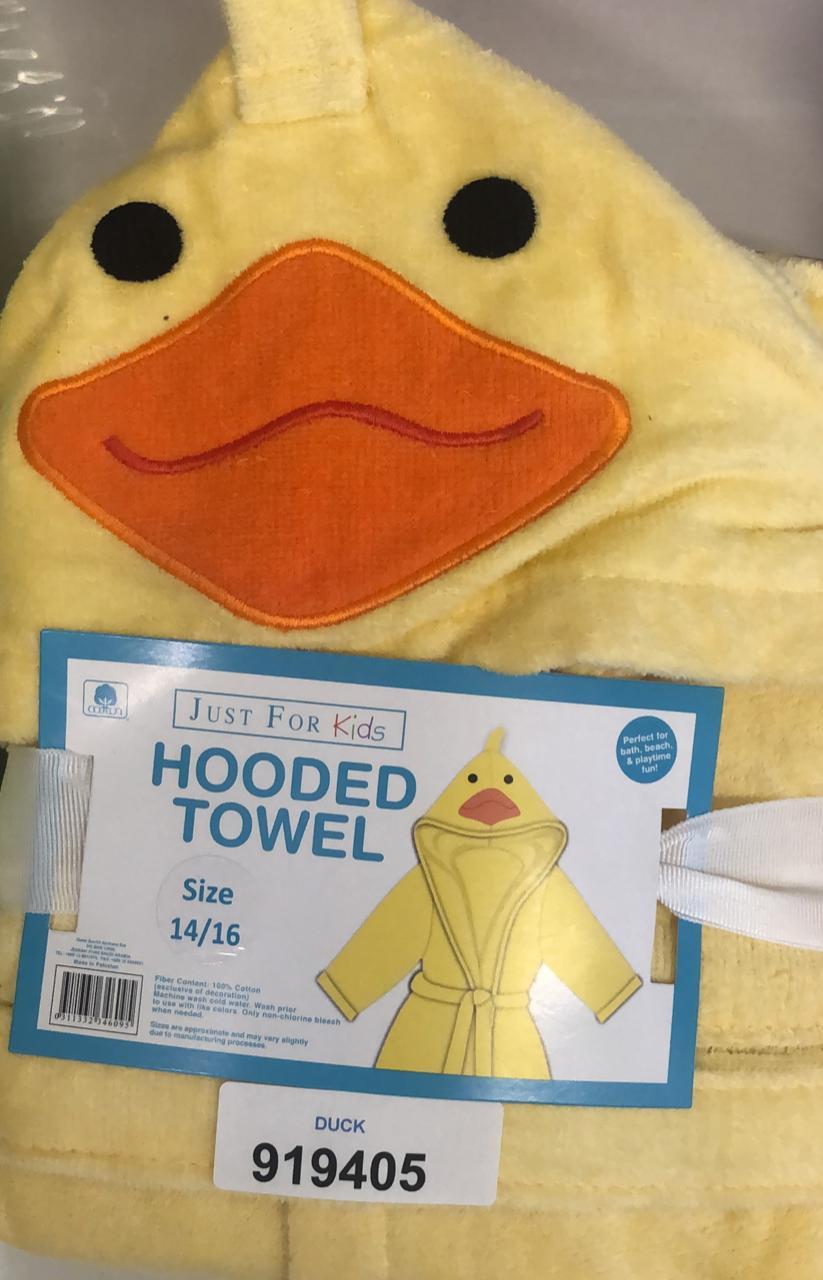 COTTON
JUST FOR Kids
HOODED
TOWEL
Perfect for
bath, beach,
& playtime
fun!
Size
14/16
Made in Pakistan
Fiber Content: 100% Cotton
(exclusive of decoration)
Machine wash cold water. Wash prior
to use with like colors. Only non-chlorine bleach
when needed.
Sizes are approximate and may vary slightly
due to manufacturing processes.
DUCK
919405